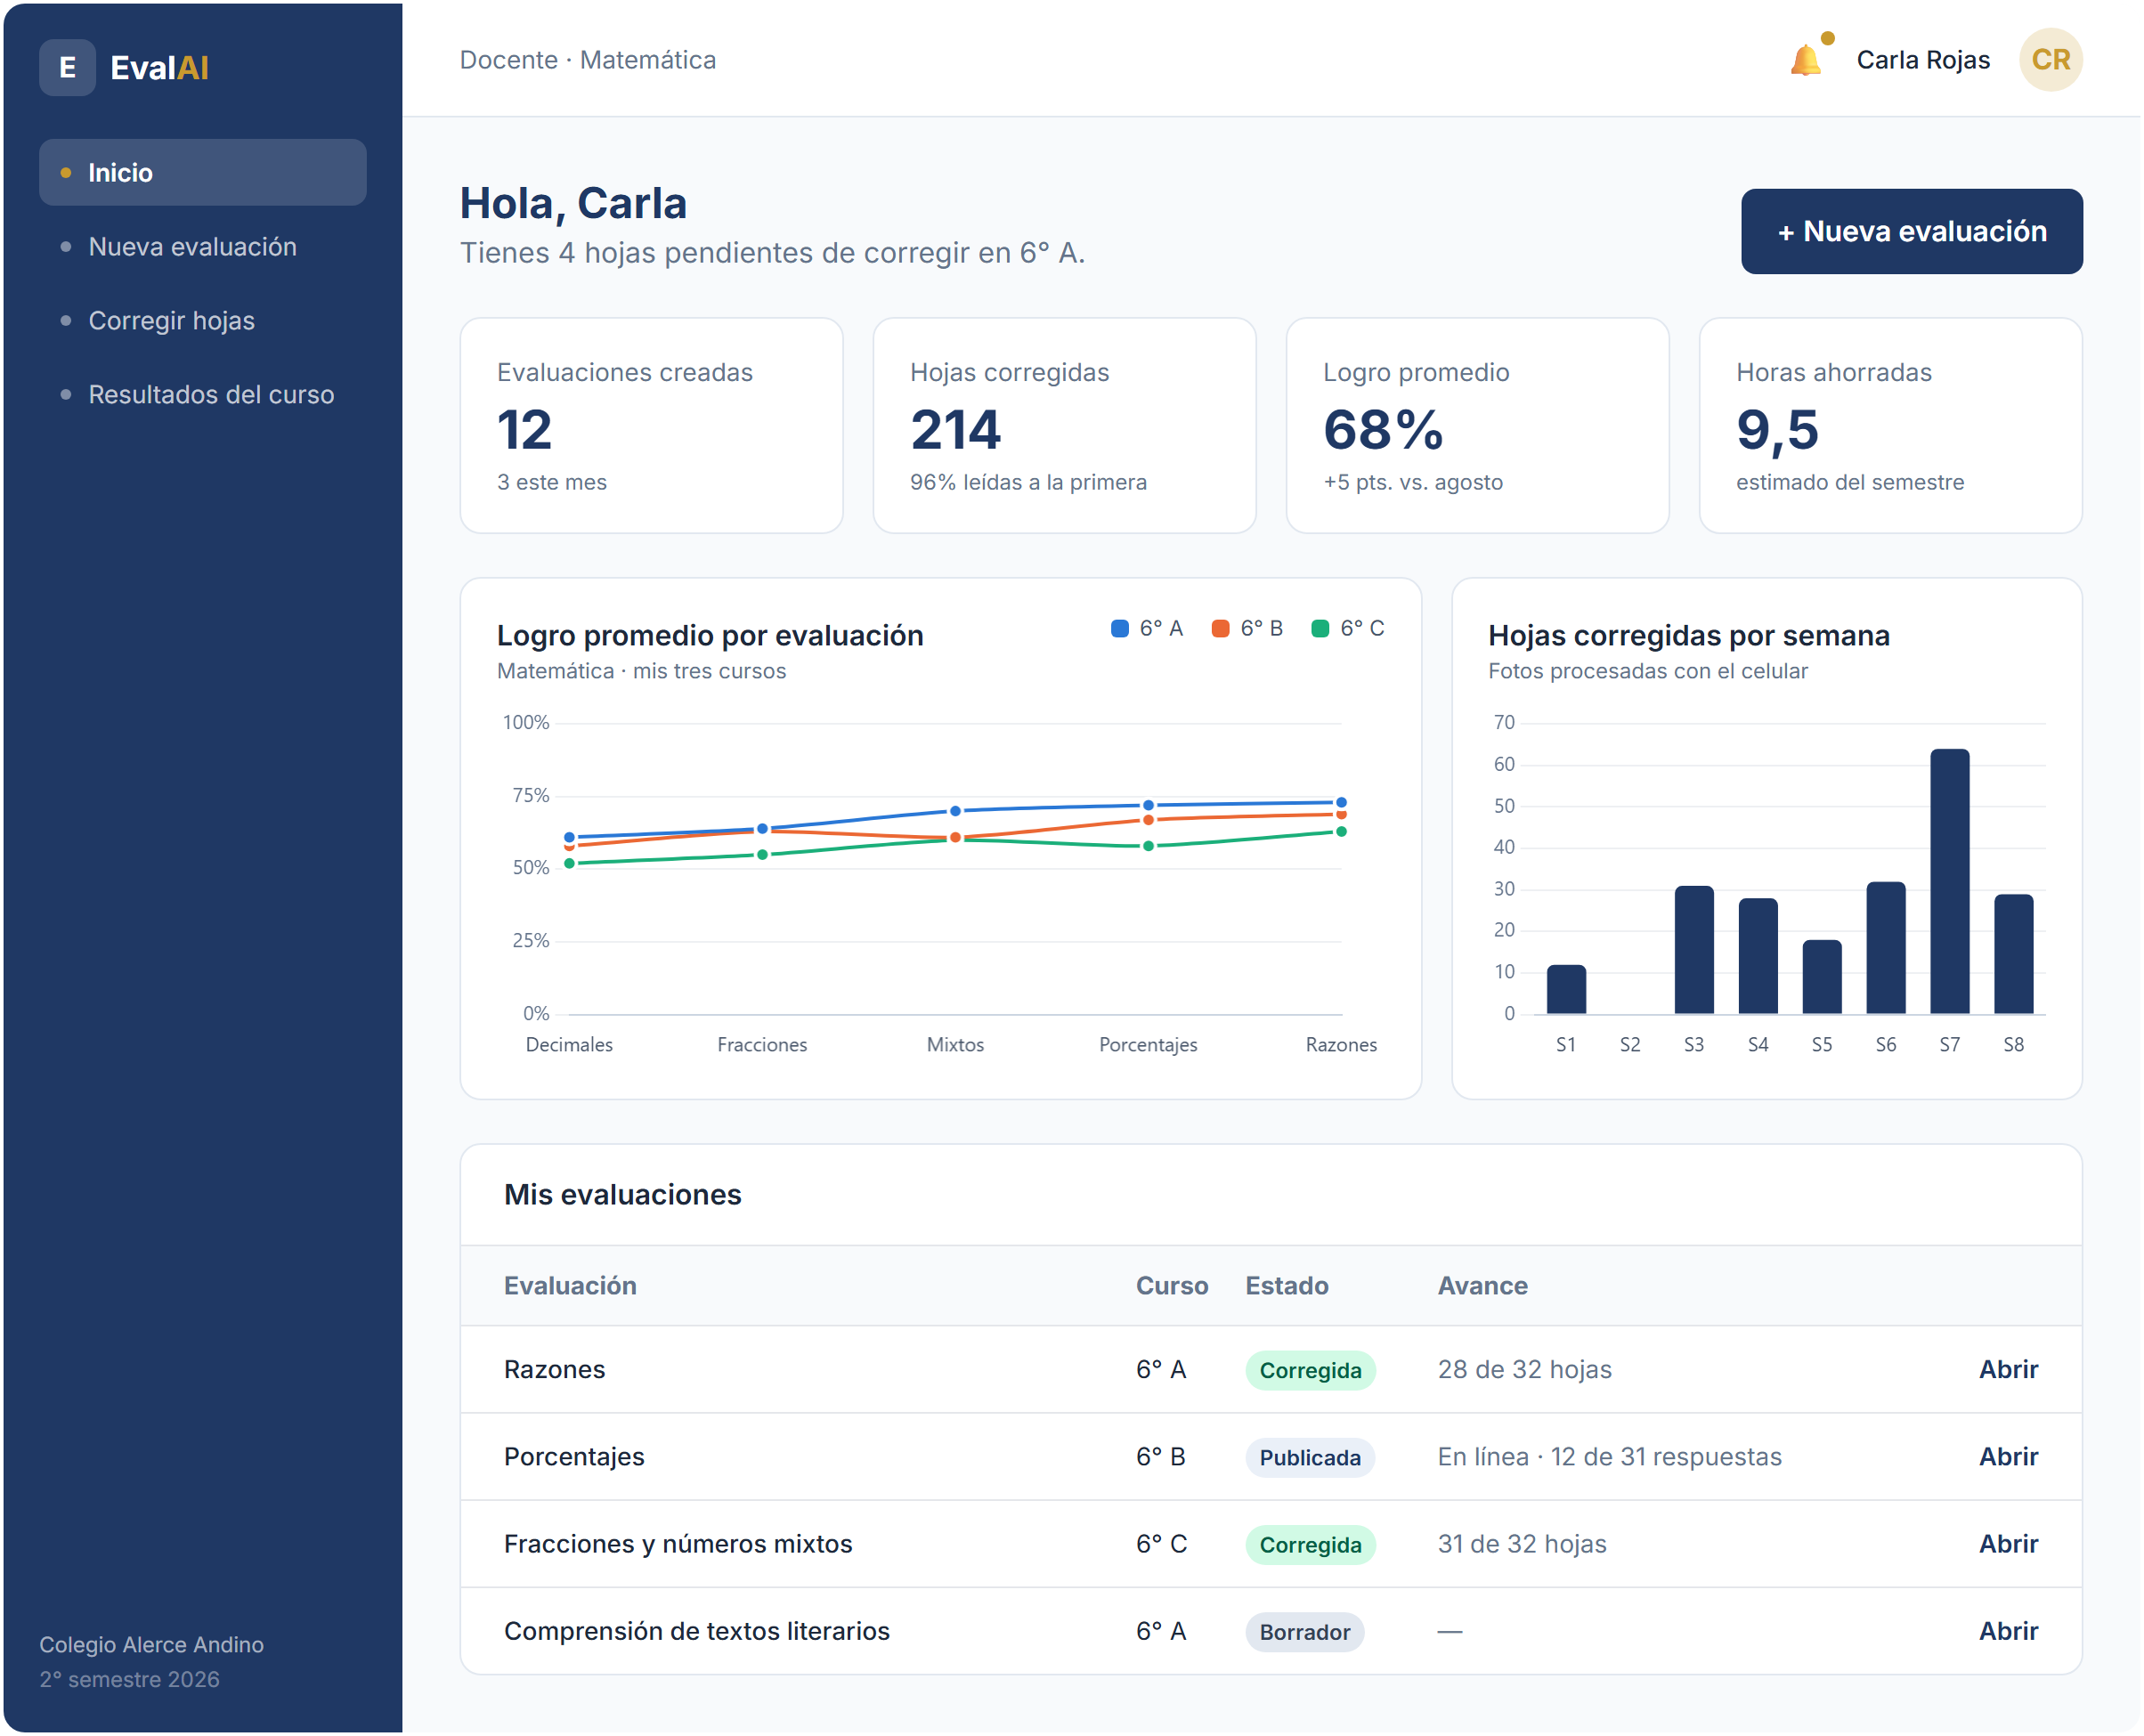 E EvalAI
Inicio
Nueva evaluación
Corregir hojas
Resultados del curso
Colegio Alerce Andino
2° semestre 2026
Docente · Matemática
Carla Rojas CR
Hola, Carla
Tienes 4 hojas pendientes de corregir en 6° A.
+ Nueva evaluación
Evaluaciones creadas
12
3 este mes
Hojas corregidas
214
96% leídas a la primera
Logro promedio
68%
+5 pts. vs. agosto
Horas ahorradas
9,5
estimado del semestre
Logro promedio por evaluación
Matemática · mis tres cursos
6° A 6° B 6° C
100%
75%
50%
25%
0%
Decimales Fracciones Mixtos Porcentajes Razones
Hojas corregidas por semana
Fotos procesadas con el celular
70
60
50
40
30
20
10
0
S1 S2 S3 S4 S5 S6 S7 S8
Mis evaluaciones
Evaluación Curso Estado Avance
Razones 6° A Corregida 28 de 32 hojas Abrir
Porcentajes 6° B Publicada En línea · 12 de 31 respuestas Abrir
Fracciones y números mixtos 6° C Corregida 31 de 32 hojas Abrir
Comprensión de textos literarios 6° A Borrador — Abrir